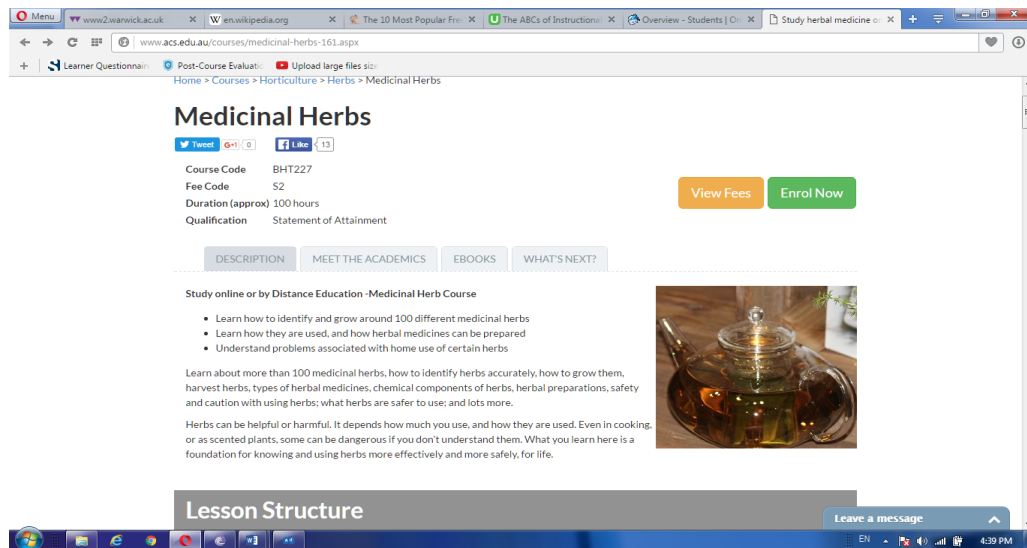 Menu
www2.warwick.ac.uk
en.wikipedia.org
The 10 Most Popular Fre
The ABCs of Instructiona
Overview - Students | On
Study herbal medicine on
www.acs.edu.au/courses/medicinal-herbs-161.aspx
Learner Questionnaire
Post-Course Evaluatio
Upload large files size
Home > Courses > Horticulture > Herbs > Medicinal Herbs
Medicinal Herbs
Tweet G+1 0 Like 13
Course Code BHT227
Fee Code S2
Duration (approx) 100 hours
Qualification Statement of Attainment
View Fees Enrol Now
DESCRIPTION MEET THE ACADEMICS EBOOKS WHAT'S NEXT?
Study online or by Distance Education -Medicinal Herb Course
Learn how to identify and grow around 100 different medicinal herbs
Learn how they are used, and how herbal medicines can be prepared
Understand problems associated with home use of certain herbs
Learn about more than 100 medicinal herbs, how to identify herbs accurately, how to grow them,
harvest herbs, types of herbal medicines, chemical components of herbs, herbal preparations, safety
and caution with using herbs; what herbs are safer to use; and lots more.
Herbs can be helpful or harmful. It depends how much you use, and how they are used. Even in cooking,
or as scented plants, some can be dangerous if you don't understand them. What you learn here is a
foundation for knowing and using herbs more effectively and more safely, for life.
Lesson Structure
Leave a message
EN 4:39 PM